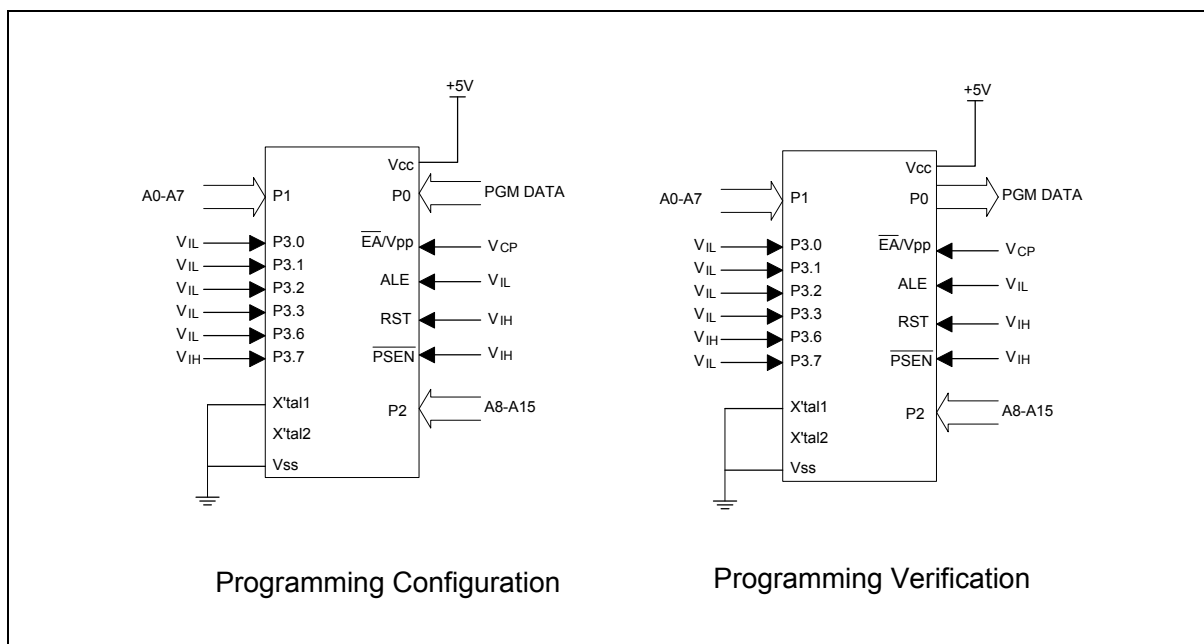 +5V
Vcc
A0-A7
P1
P0
PGM DATA
VIL
P3.0
EA/Vpp
VCP
VIL
P3.1
VIL
P3.2
ALE
VIL
VIL
P3.3
RST
VIH
VIL
P3.6
VIH
P3.7
PSEN
VIH
X'tal1
P2
A8-A15
X'tal2
Vss
Programming Configuration
+5V
Vcc
A0-A7
P1
P0
PGM DATA
VIL
P3.0
EA/Vpp
VCP
VIL
P3.1
VIL
P3.2
ALE
VIL
VIL
P3.3
RST
VIH
VIH
P3.6
VIL
P3.7
PSEN
VIH
X'tal1
P2
A8-A15
X'tal2
Vss
Programming Verification